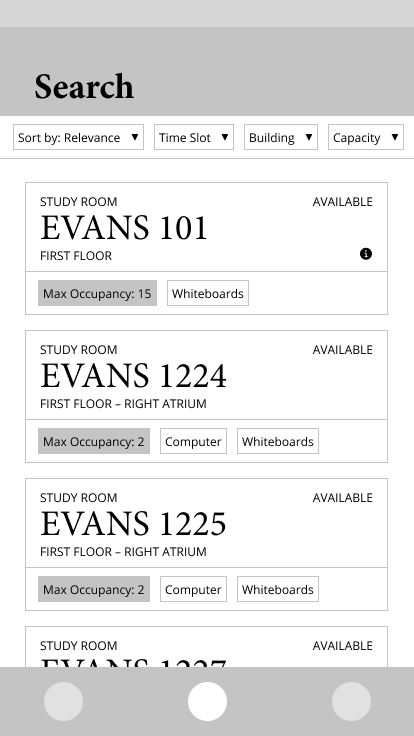 Search
Sort by: Relevance ▼ Time Slot ▼ Building ▼ Capacity ▼
STUDY ROOM AVAILABLE
EVANS 101
FIRST FLOOR
Max Occupancy: 15 Whiteboards
STUDY ROOM AVAILABLE
EVANS 1224
FIRST FLOOR – RIGHT ATRIUM
Max Occupancy: 2 Computer Whiteboards
STUDY ROOM AVAILABLE
EVANS 1225
FIRST FLOOR – RIGHT ATRIUM
Max Occupancy: 2 Computer Whiteboards
STUDY ROOM AVAILABLE
EVANS 1227